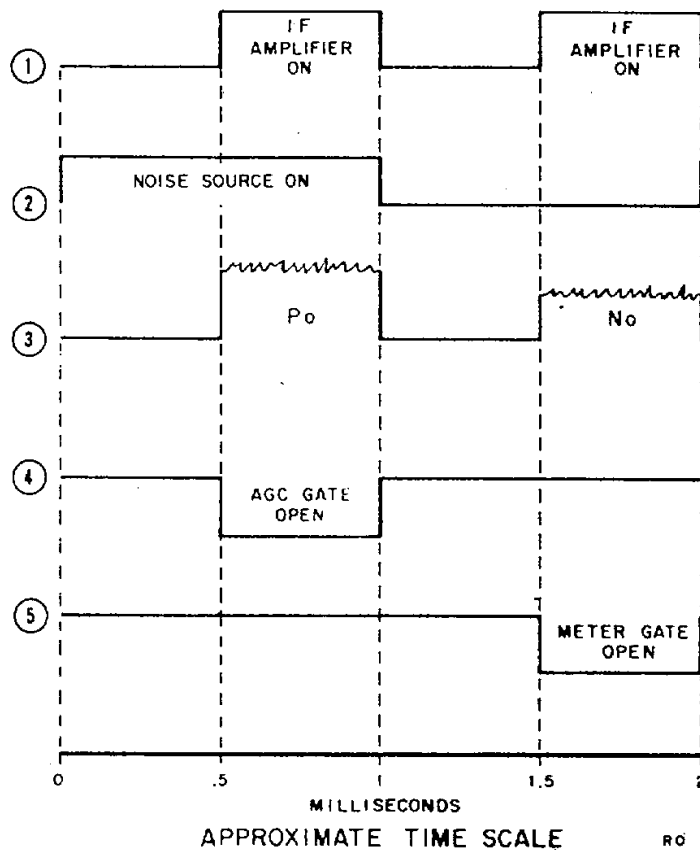 1
IF
AMPLIFIER
ON
IF
AMPLIFIER
ON
2
NOISE SOURCE ON
3
Po
No
4
AGC GATE
OPEN
5
METER GATE
OPEN
0 .5 1 1.5 2
MILLISECONDS
APPROXIMATE TIME SCALE
RO